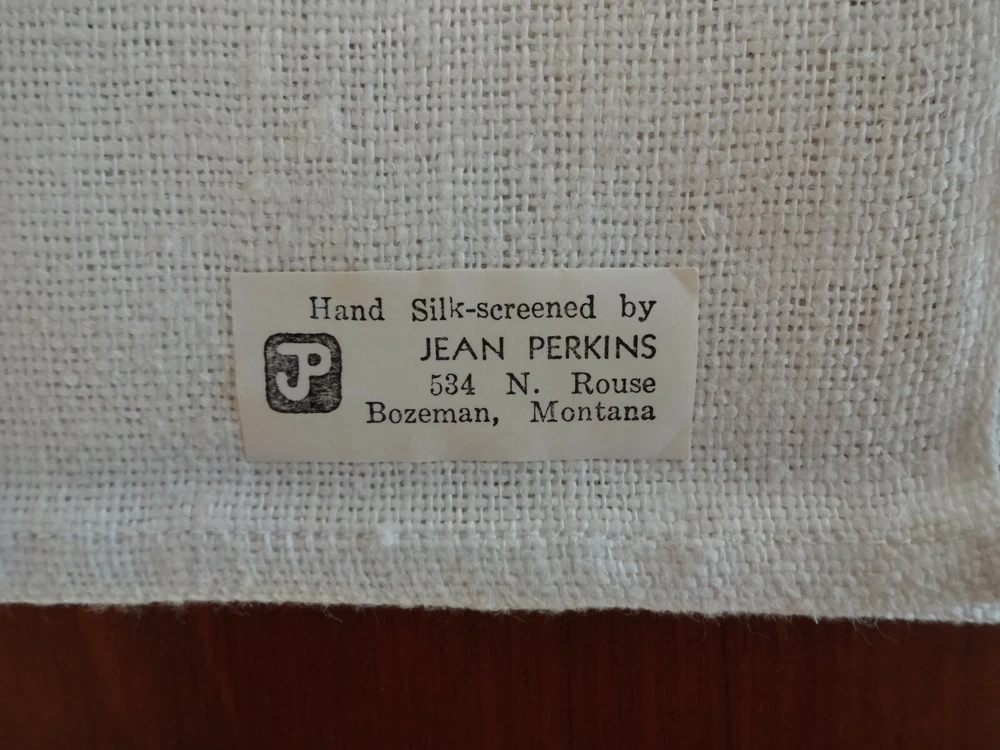 Hand Silk-screened by
JP
JEAN PERKINS
534 N. Rouse
Bozeman, Montana